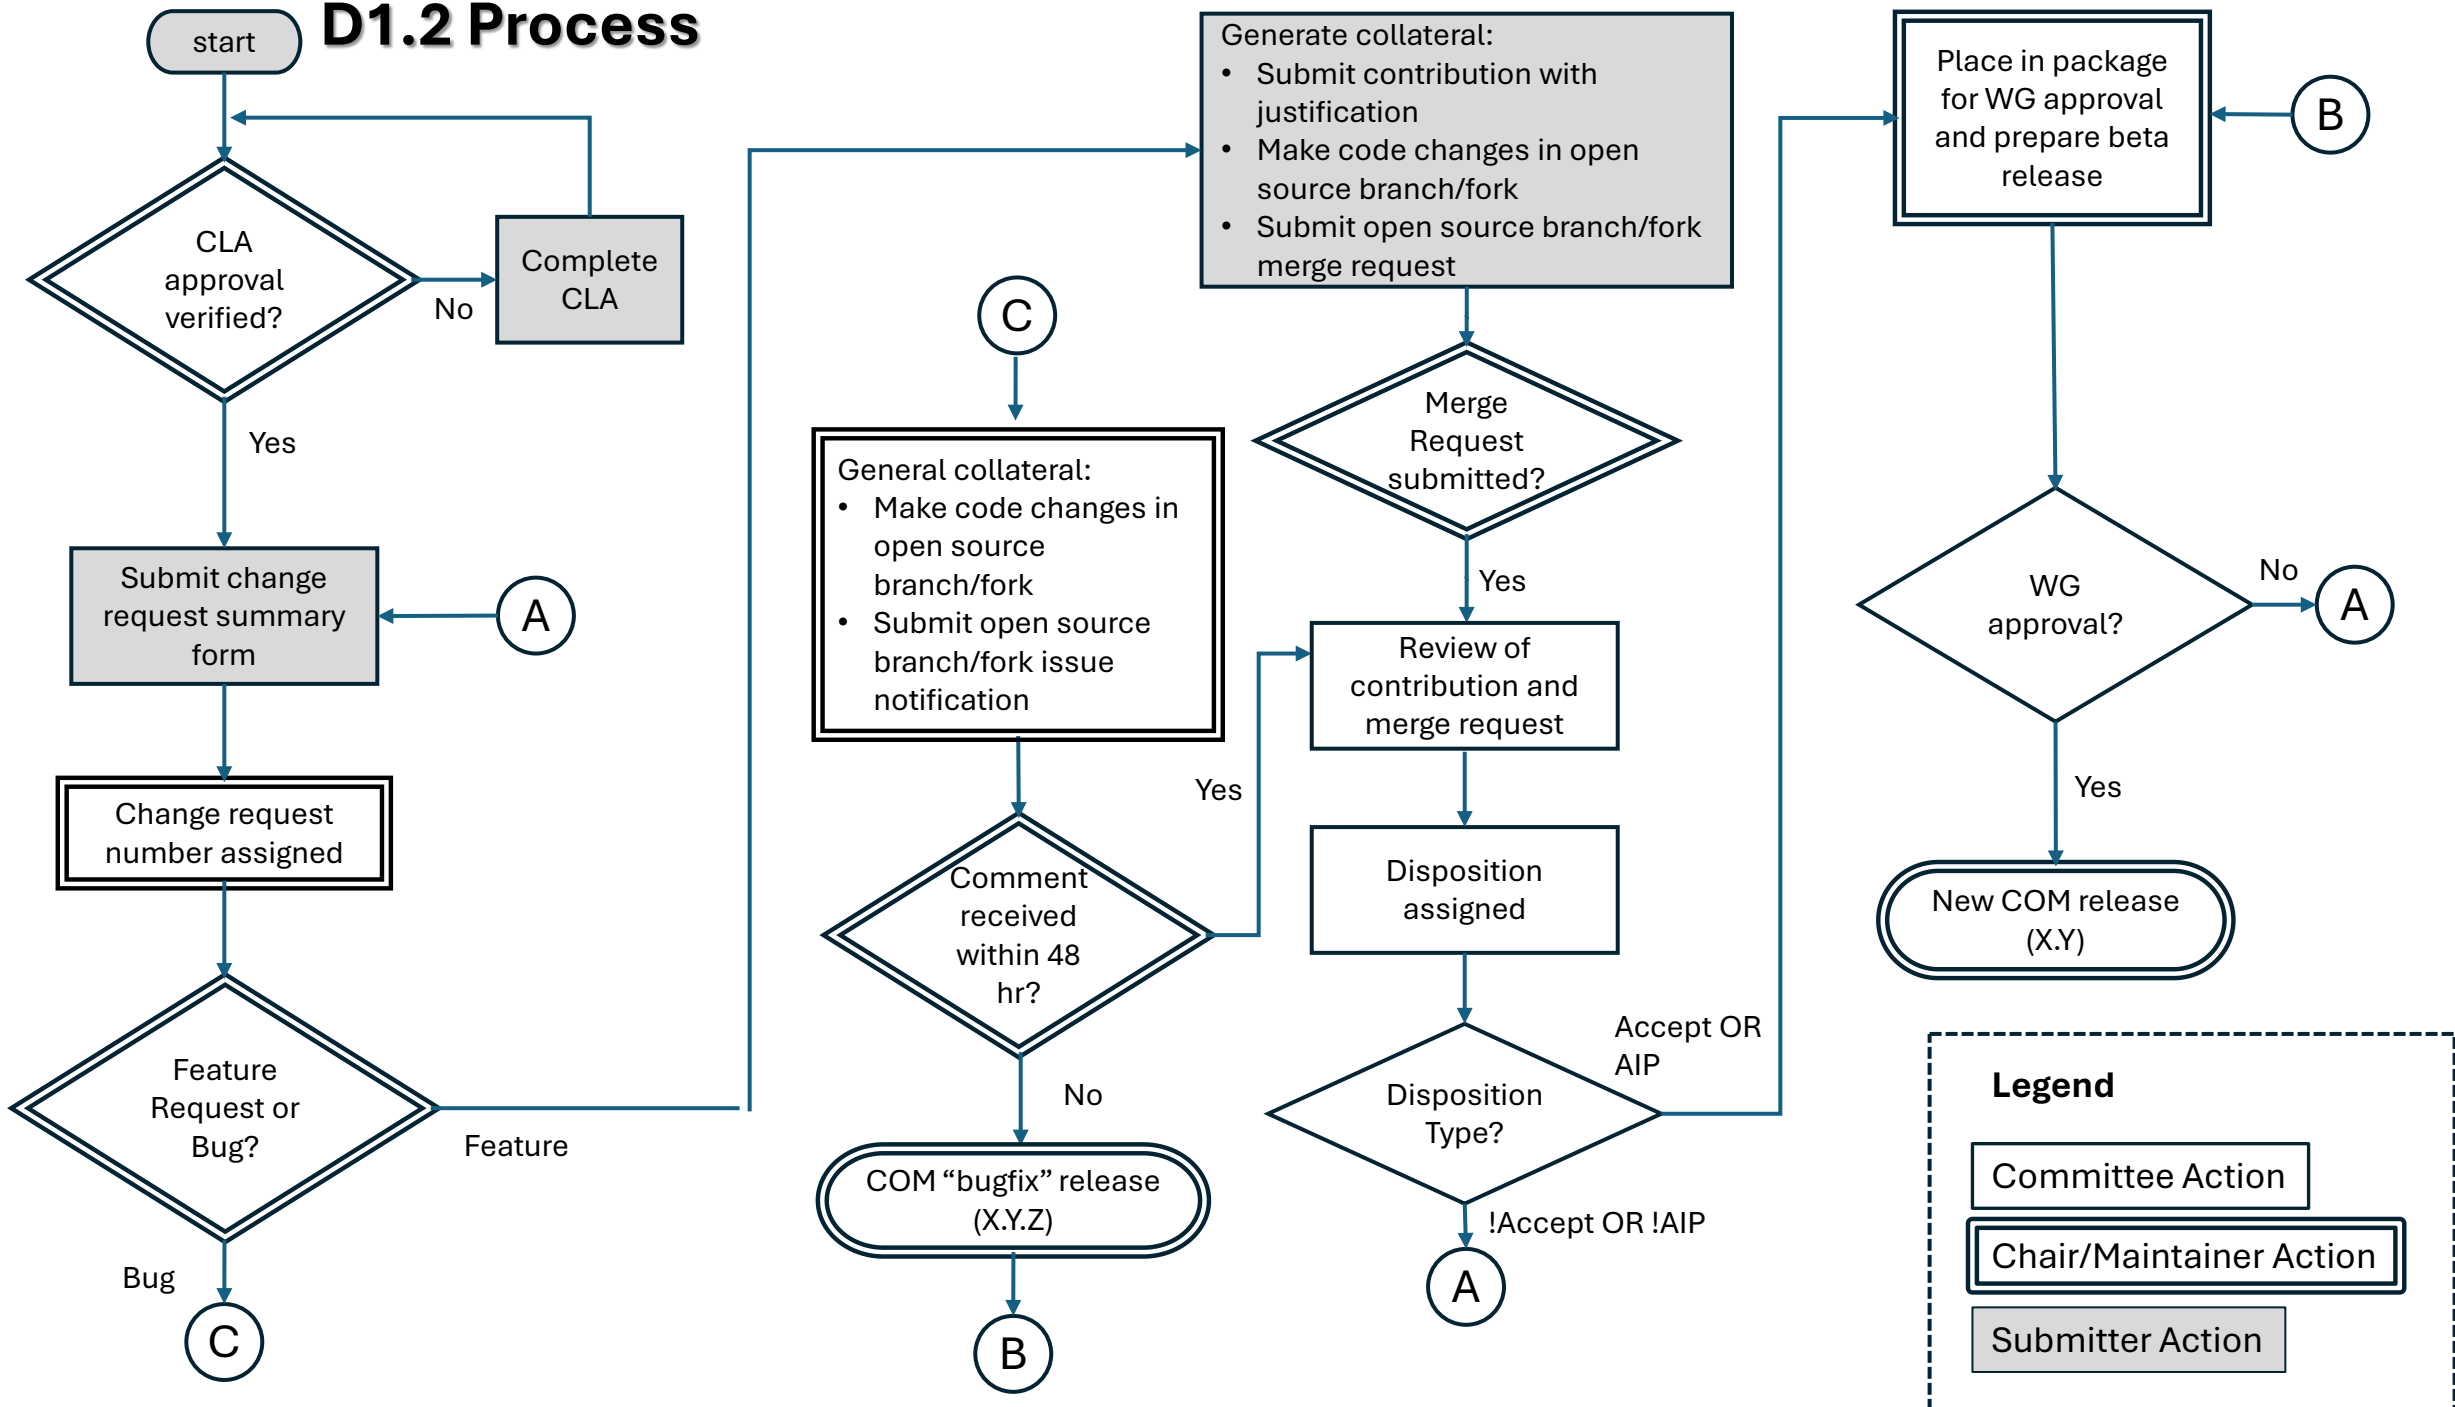 D1.2 Process
start
CLA
approval
verified?
No
Complete
CLA
Yes
Submit change
request summary
form
A
Change request
number assigned
Feature
Request or
Bug?
Feature
Bug
C
C
General collateral:
• Make code changes in
open source
branch/fork
• Submit open source
branch/fork issue
notification
Comment
received
within 48
hr?
Yes
No
COM “bugfix” release
(X.Y.Z)
B
Generate collateral:
• Submit contribution with
justification
• Make code changes in open
source branch/fork
• Submit open source branch/fork
merge request
Merge
Request
submitted?
Yes
Review of
contribution and
merge request
Disposition
assigned
Disposition
Type?
Accept OR
AIP
!Accept OR !AIP
A
Place in package
for WG approval
and prepare beta
release
B
WG
approval?
No
A
Yes
New COM release
(X.Y)
Legend
Committee Action
Chair/Maintainer Action
Submitter Action